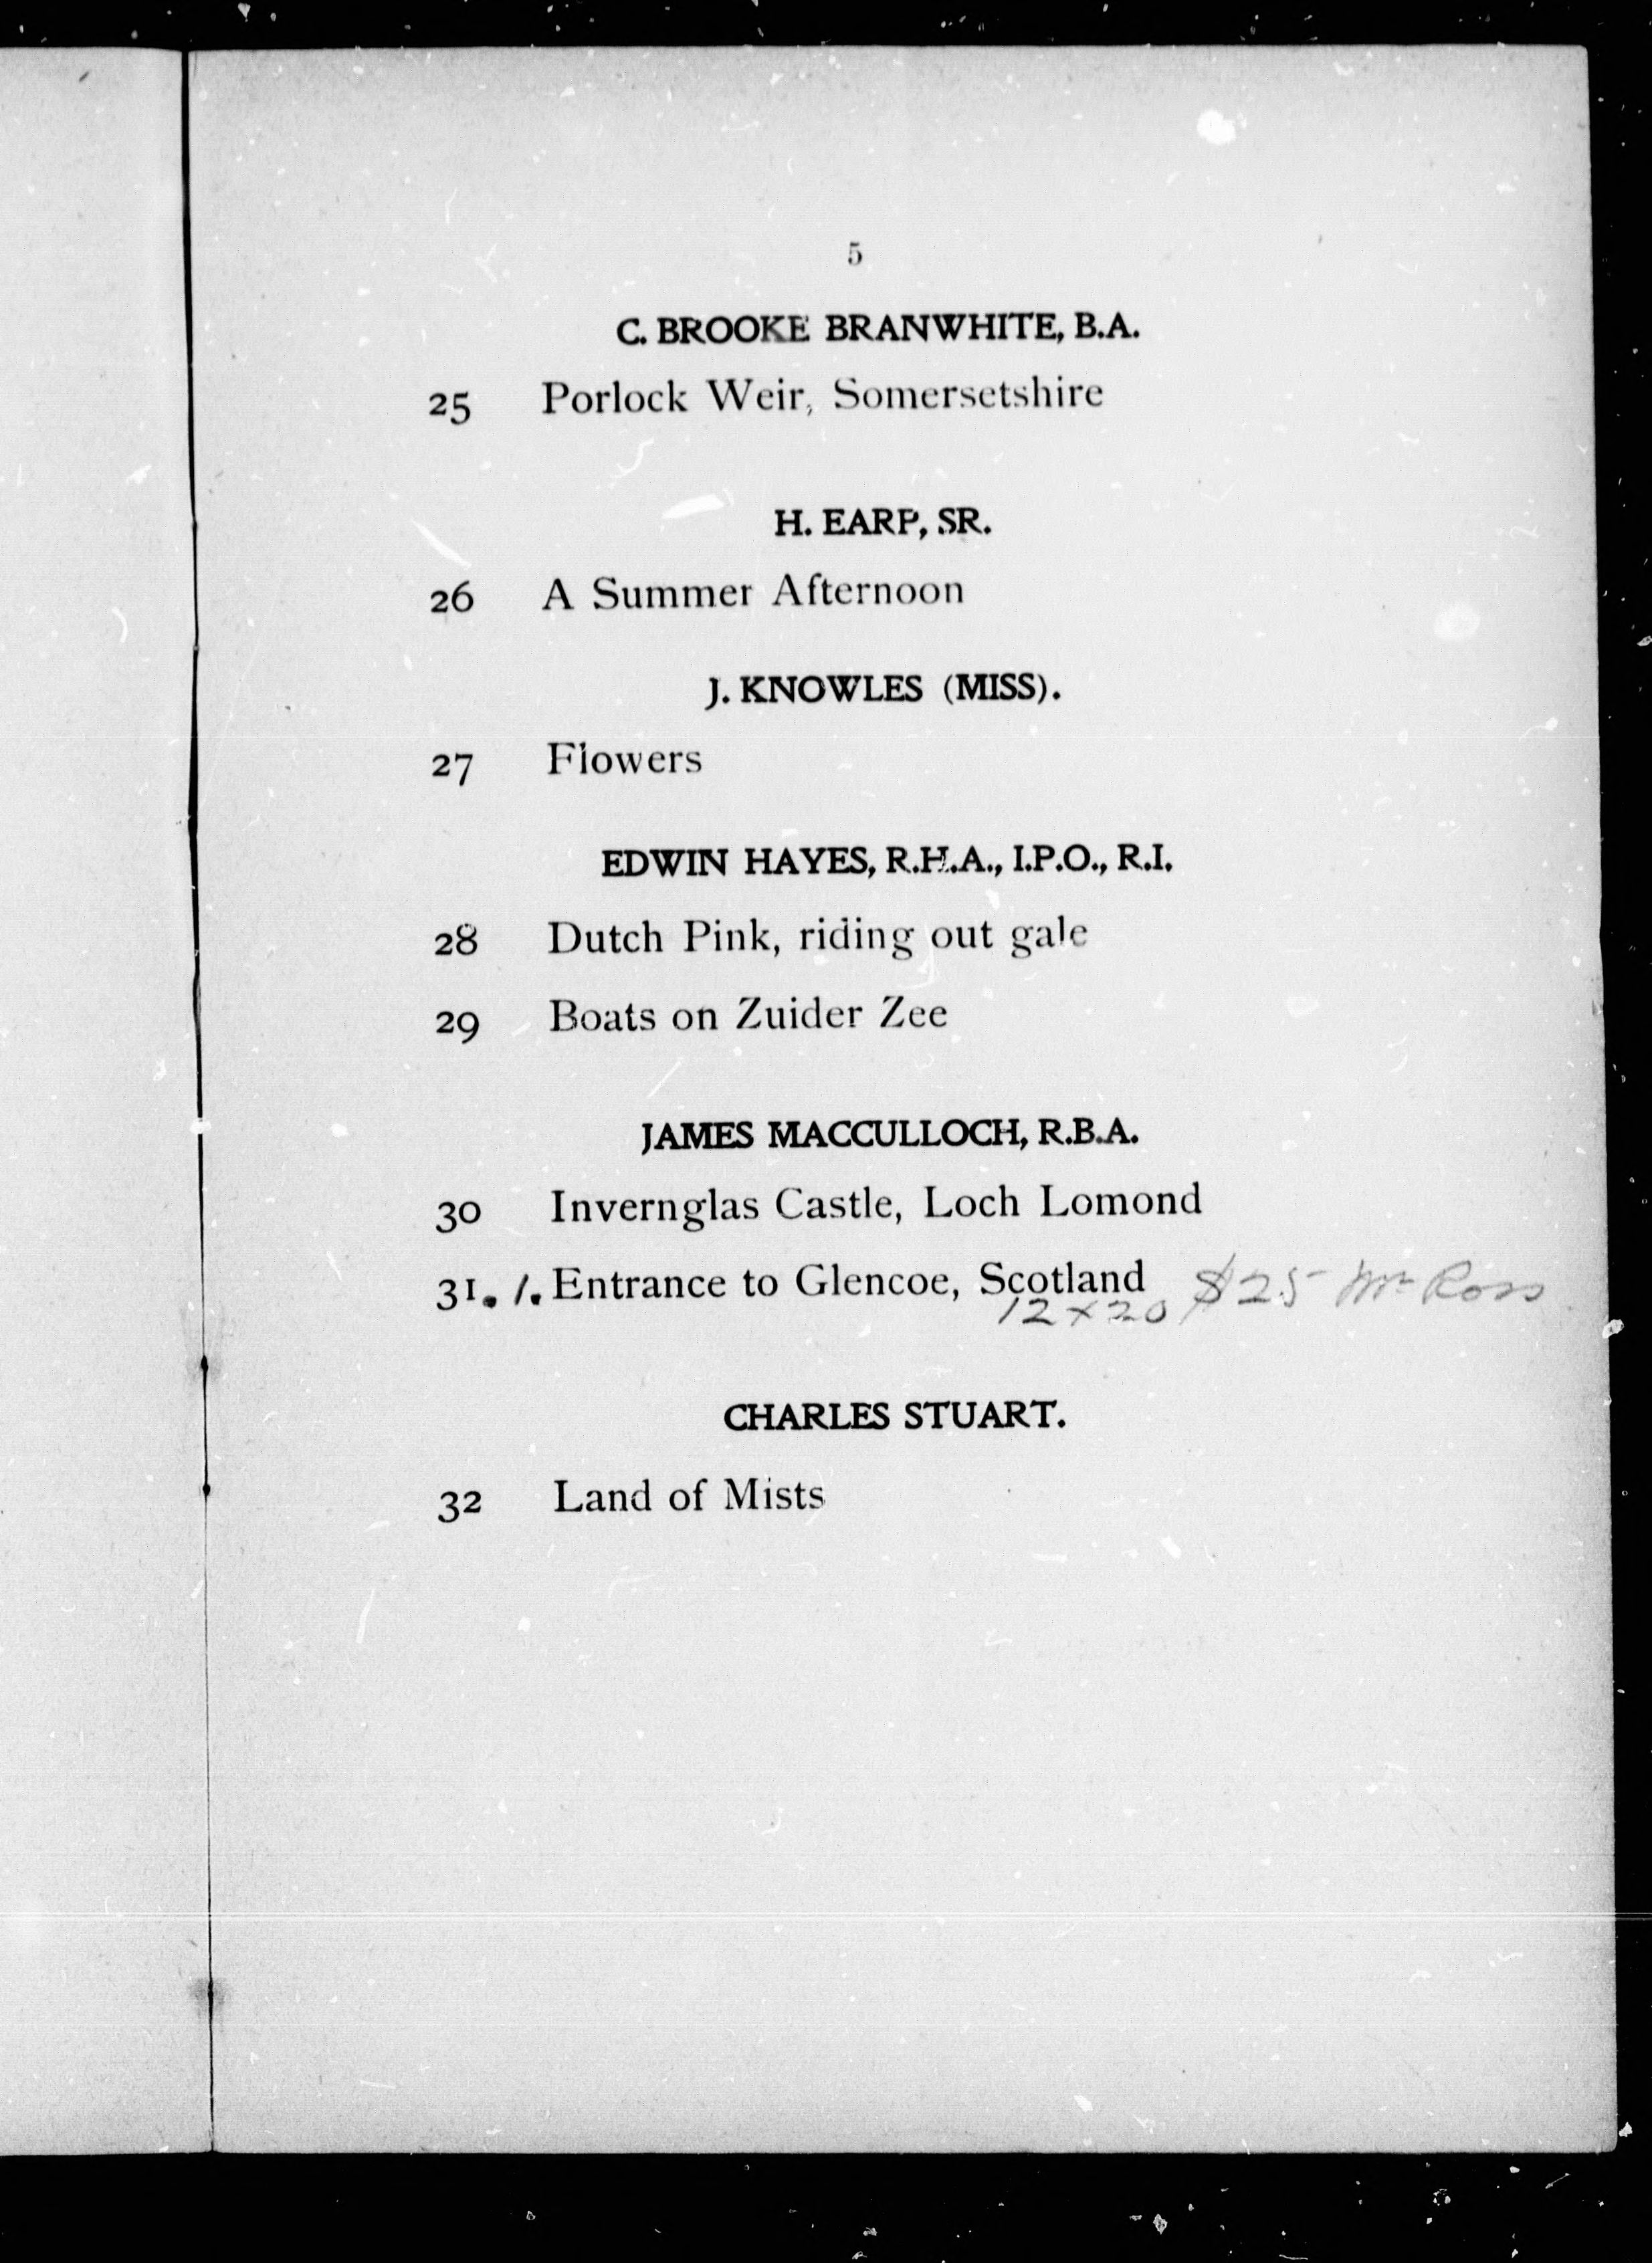 5
C. BROOKE BRANWHITE, B.A.
25 Porlock Weir, Somersetshire
H. EARP, SR.
26 A Summer Afternoon
J. KNOWLES (MISS).
27 Flowers
EDWIN HAYES, R.H.A., I.P.O., R.I.
28 Dutch Pink, riding out gale
29 Boats on Zuider Zee
JAMES MACCULLOCH, R.B.A.
30 Invernglas Castle, Loch Lomond
31. 1. Entrance to Glencoe, Scotland $25 Mr Ross
12 x 20
CHARLES STUART.
32 Land of Mists